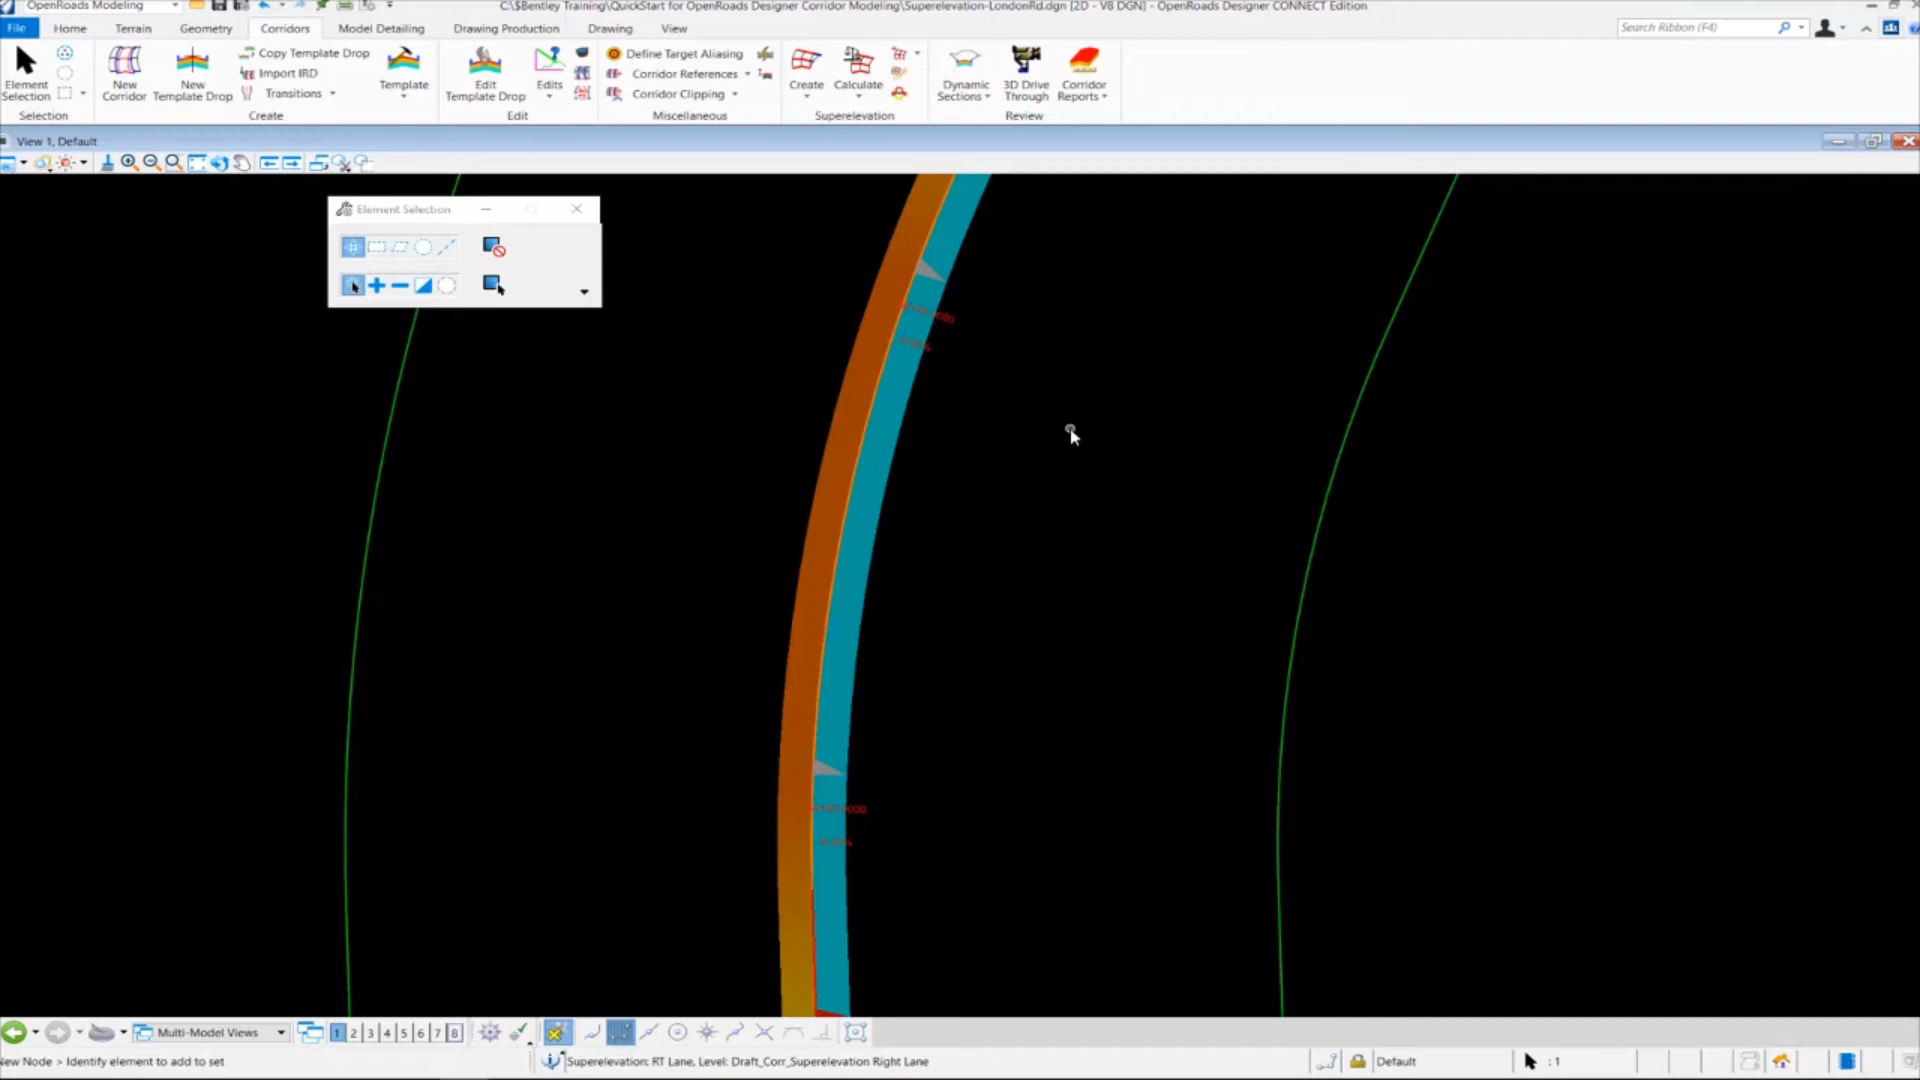 OpenRoads Modeling
C:\$Bentley Training\QuickStart for OpenRoads Designer Corridor Modeling\Superelevation-LondonRd.dgn [2D - V8 DGN] - OpenRoads Designer CONNECT Edition
File Home Terrain Geometry Corridors Model Detailing Drawing Production Drawing View
Search Ribbon (F4)
Element Selection
New Corridor
New Template Drop
Copy Template Drop
Import IRD
Transitions
Template
Edit Template Drop
Edits
Define Target Aliasing
Corridor References
Corridor Clipping
Create
Calculate
Dynamic Sections
3D Drive Through
Corridor Reports
Selection Create Edit Miscellaneous Superelevation Review
View 1, Default
Element Selection
Multi-Model Views
1 2 3 4 5 6 7 8
New Node > Identify element to add to set
Superelevation: RT Lane, Level: Draft_Corr_Superelevation Right Lane
Default
: 1